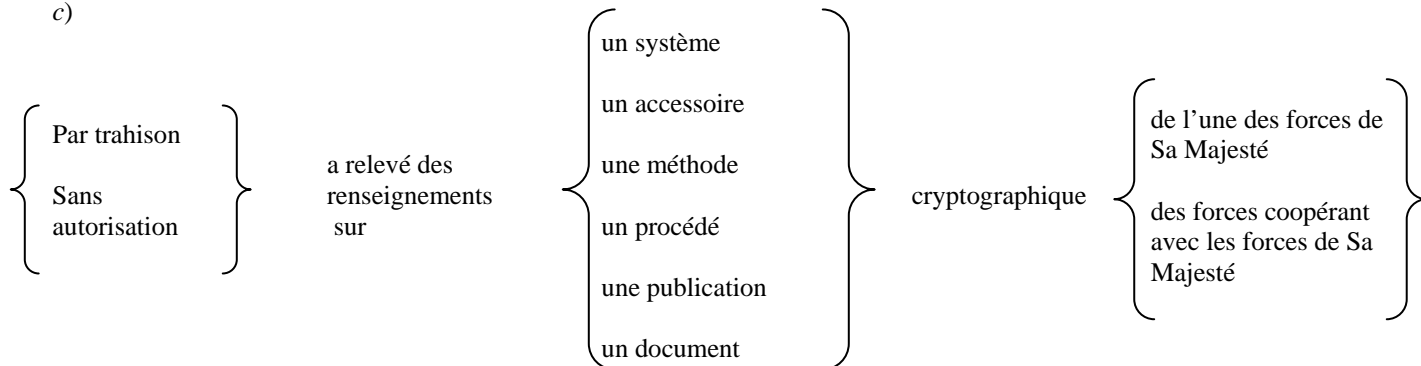 c)
Par trahison
Sans
autorisation
a relevé des
renseignements
sur
un système
un accessoire
une méthode
un procédé
une publication
un document
cryptographique
de l’une des forces de
Sa Majesté
des forces coopérant
avec les forces de Sa
Majesté